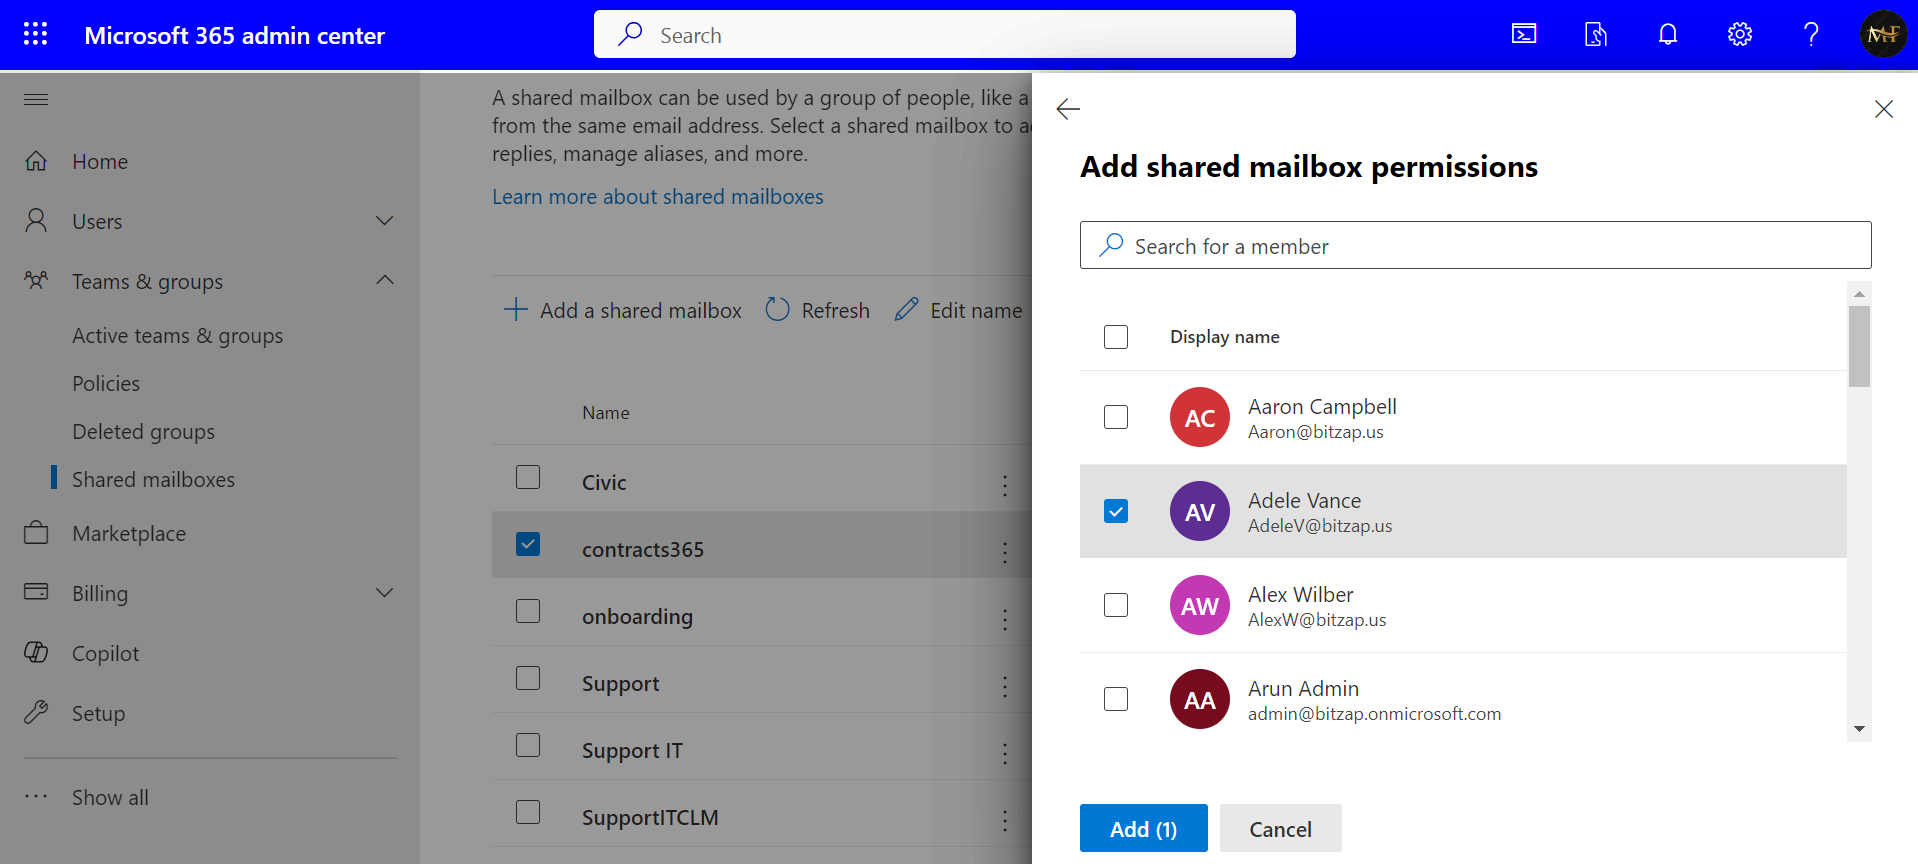 Microsoft 365 admin center
Search
MF
Home
Users
Teams & groups
Active teams & groups
Policies
Deleted groups
Shared mailboxes
Marketplace
Billing
Copilot
Setup
Show all
A shared mailbox can be used by a group of people, like a
from the same email address. Select a shared mailbox to a
replies, manage aliases, and more.
Learn more about shared mailboxes
Add a shared mailbox
Refresh
Edit name
Name
Civic
contracts365
onboarding
Support
Support IT
SupportITCLM
Add shared mailbox permissions
Search for a member
Display name
AC
Aaron Campbell
Aaron@bitzap.us
AV
Adele Vance
AdeleV@bitzap.us
AW
Alex Wilber
AlexW@bitzap.us
AA
Arun Admin
admin@bitzap.onmicrosoft.com
Add (1)
Cancel